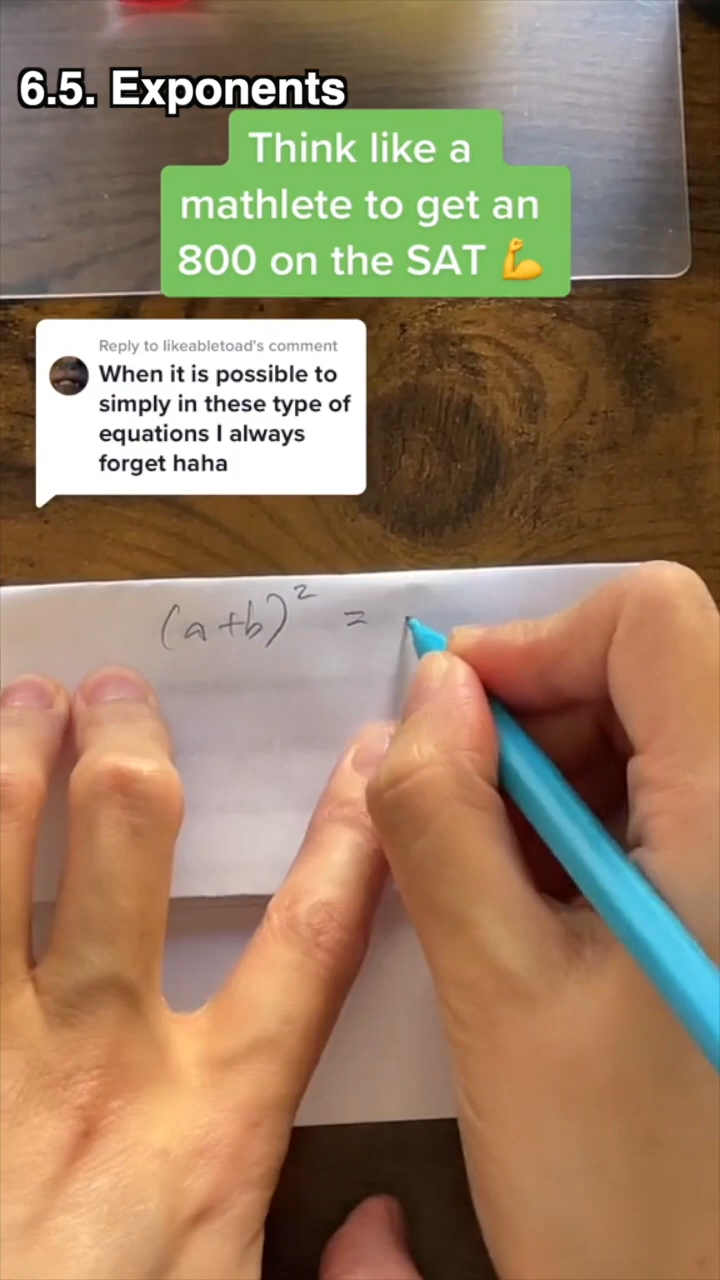 6.5. Exponents
Think like a
mathlete to get an
800 on the SAT 💪
Reply to likeabletoad's comment
When it is possible to
simply in these type of
equations I always
forget haha
(a+b)² =